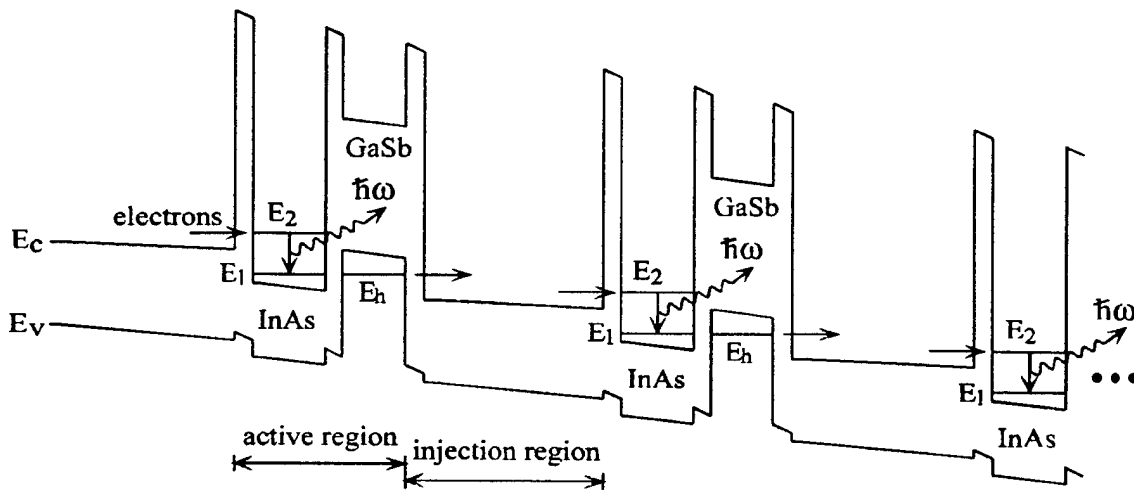 GaSb
ħω
electrons
E2
Ec
E1
Eh
InAs
Ev
GaSb
ħω
E2
E1
Eh
InAs
ħω
E2
E1
InAs
active region
injection region